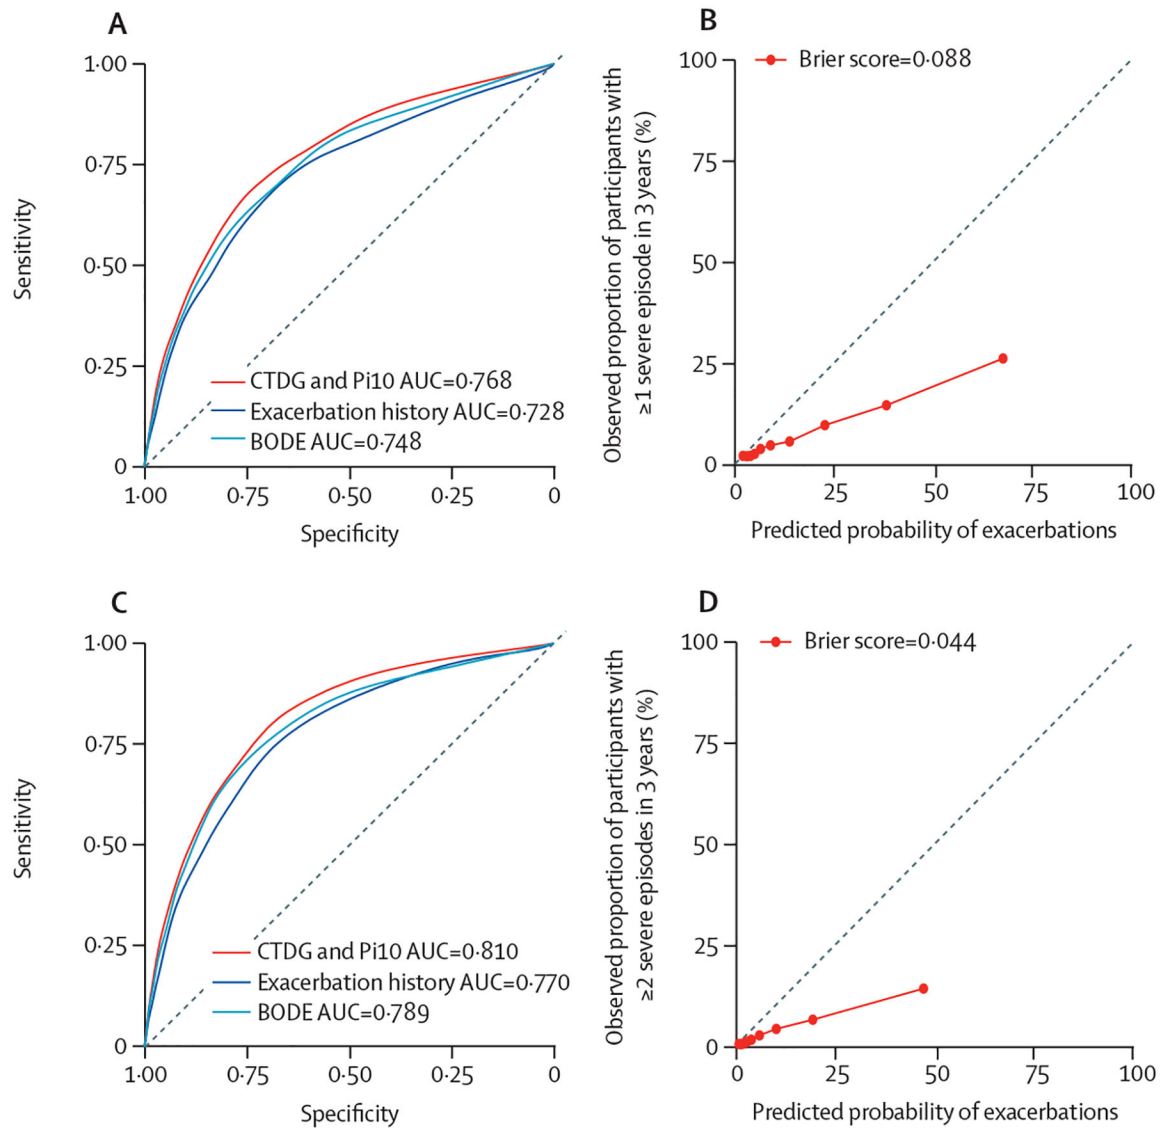 A
1·00
0·75
0·50
0·25
0
Sensitivity
CTDG and Pi10 AUC=0·768
Exacerbation history AUC=0·728
BODE AUC=0·748
1·00
0·75
0·50
0·25
0
Specificity
B
Brier score=0·088
100
75
50
25
0
Observed proportion of participants with
≥1 severe episode in 3 years (%)
0
25
50
75
100
Predicted probability of exacerbations
C
1·00
0·75
0·50
0·25
0
Sensitivity
CTDG and Pi10 AUC=0·810
Exacerbation history AUC=0·770
BODE AUC=0·789
1·00
0·75
0·50
0·25
0
Specificity
D
Brier score=0·044
100
75
50
25
0
Observed proportion of participants with
≥2 severe episodes in 3 years (%)
0
25
50
75
100
Predicted probability of exacerbations